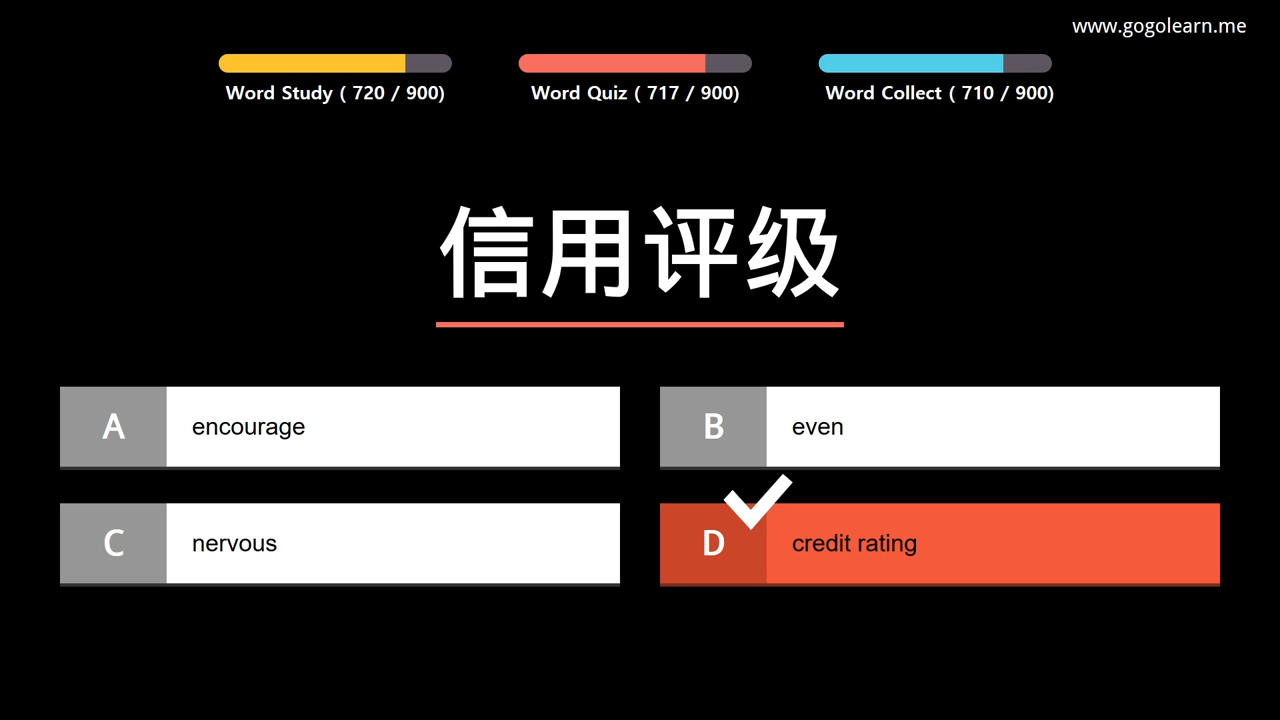 www.gogolearn.me
Word Study ( 720 / 900)
Word Quiz ( 717 / 900)
Word Collect ( 710 / 900)
信用评级
A encourage
B even
C nervous
D credit rating